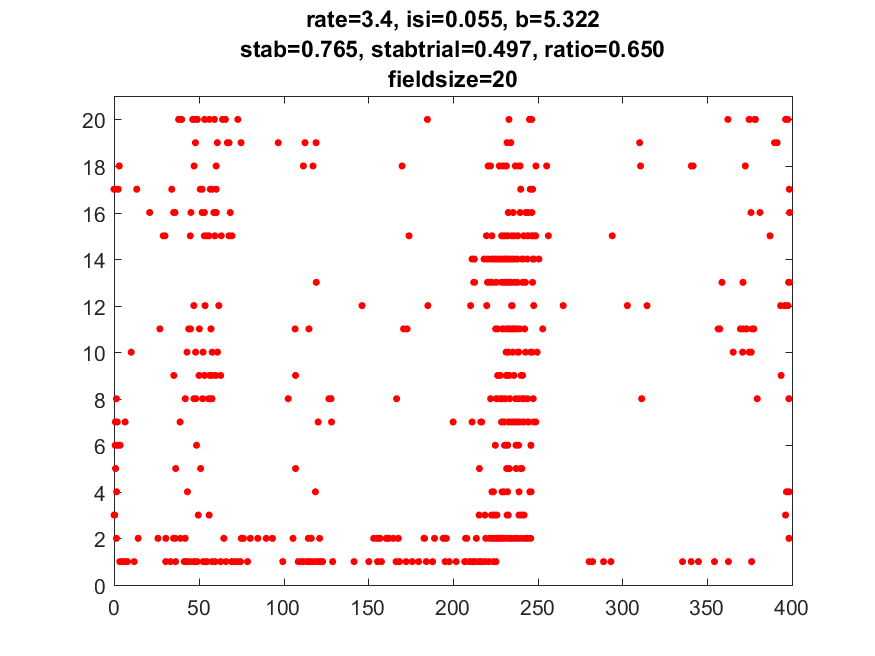 rate=3.4, isi=0.055, b=5.322
stab=0.765, stabtrial=0.497, ratio=0.650
fieldsize=20
20
18
16
14
12
10
8
6
4
2
0
0 50 100 150 200 250 300 350 400